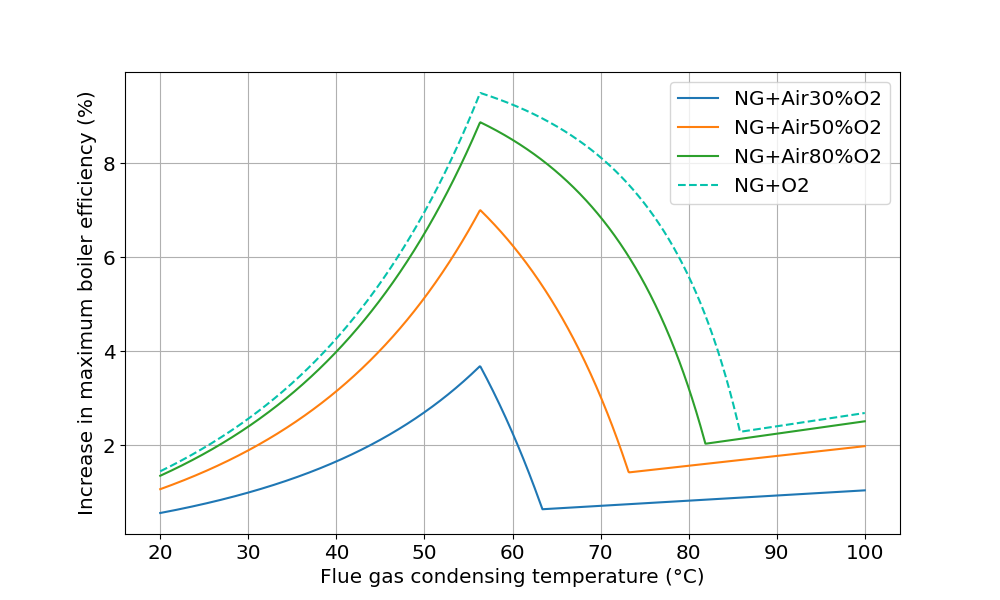 NG+Air30%O2
NG+Air50%O2
NG+Air80%O2
NG+O2
Increase in maximum boiler efficiency (%)
8
6
4
2
20 30 40 50 60 70 80 90 100
Flue gas condensing temperature (°C)